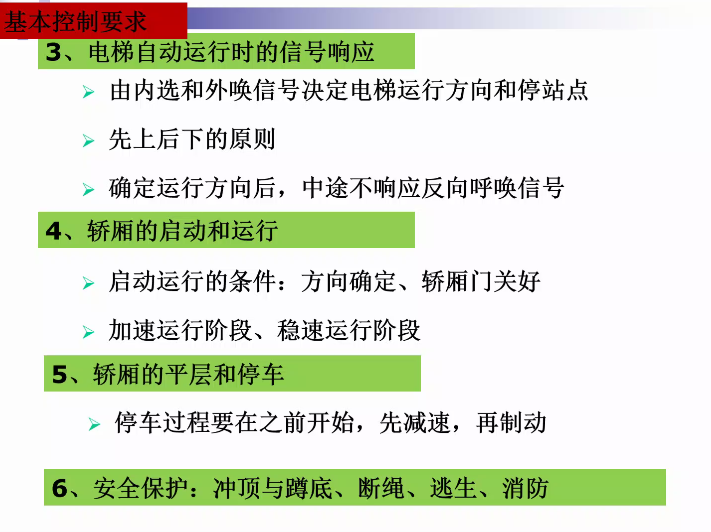 基本控制要求
3、电梯自动运行时的信号响应
由内选和外唤信号决定电梯运行方向和停站点
先上后下的原则
确定运行方向后，中途不响应反向呼唤信号
4、轿厢的启动和运行
启动运行的条件：方向确定、轿厢门关好
加速运行阶段、稳速运行阶段
5、轿厢的平层和停车
停车过程要在之前开始，先减速，再制动
6、安全保护：冲顶与蹲底、断绳、逃生、消防